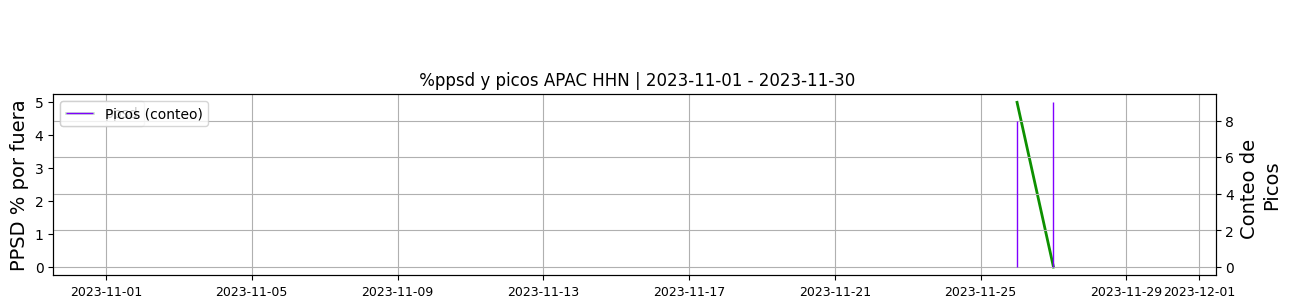 %ppsd y picos APAC HHN | 2023-11-01 - 2023-11-30
PPSD % por fuera
5
4
3
2
1
0
Picos (conteo)
8
6
4
2
0
Conteo de
Picos
2023-11-01 2023-11-05 2023-11-09 2023-11-13 2023-11-17 2023-11-21 2023-11-25 2023-11-29 2023-12-01